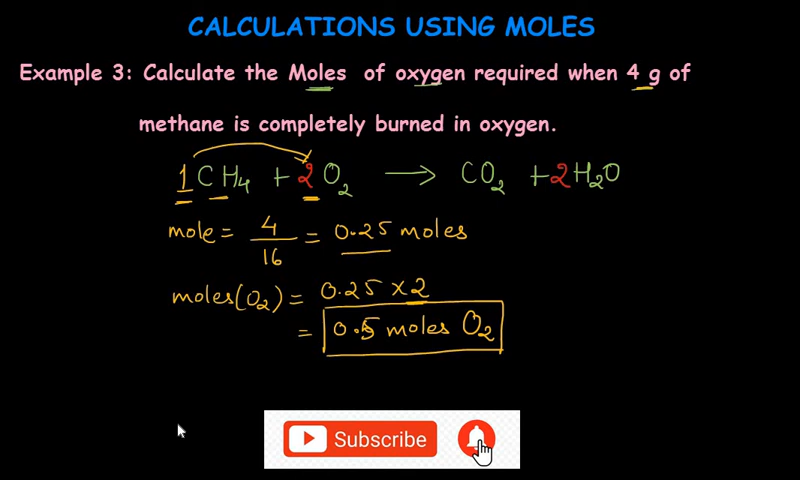 CALCULATIONS USING MOLES
Example 3: Calculate the Moles of oxygen required when 4 g of
methane is completely burned in oxygen.
1CH₄ + 2O₂ → CO₂ + 2H₂O
mole = 4/16 = 0.25 moles
moles(O₂) = 0.25 × 2
= 0.5 moles O₂
Subscribe